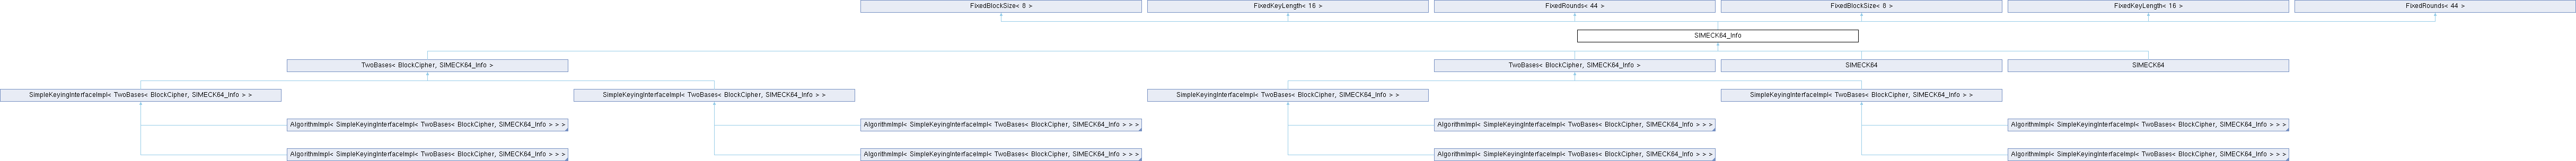 FixedBlockSize< 8 >
FixedKeyLength< 16 >
FixedRounds< 44 >
FixedBlockSize< 8 >
FixedKeyLength< 16 >
FixedRounds< 44 >
SIMECK64_Info
TwoBases< BlockCipher, SIMECK64_Info >
TwoBases< BlockCipher, SIMECK64_Info >
SIMECK64
SIMECK64
SimpleKeyingInterfaceImpl< TwoBases< BlockCipher, SIMECK64_Info > >
SimpleKeyingInterfaceImpl< TwoBases< BlockCipher, SIMECK64_Info > >
SimpleKeyingInterfaceImpl< TwoBases< BlockCipher, SIMECK64_Info > >
SimpleKeyingInterfaceImpl< TwoBases< BlockCipher, SIMECK64_Info > >
AlgorithmImpl< SimpleKeyingInterfaceImpl< TwoBases< BlockCipher, SIMECK64_Info > > >
AlgorithmImpl< SimpleKeyingInterfaceImpl< TwoBases< BlockCipher, SIMECK64_Info > > >
AlgorithmImpl< SimpleKeyingInterfaceImpl< TwoBases< BlockCipher, SIMECK64_Info > > >
AlgorithmImpl< SimpleKeyingInterfaceImpl< TwoBases< BlockCipher, SIMECK64_Info > > >
AlgorithmImpl< SimpleKeyingInterfaceImpl< TwoBases< BlockCipher, SIMECK64_Info > > >
AlgorithmImpl< SimpleKeyingInterfaceImpl< TwoBases< BlockCipher, SIMECK64_Info > > >
AlgorithmImpl< SimpleKeyingInterfaceImpl< TwoBases< BlockCipher, SIMECK64_Info > > >
AlgorithmImpl< SimpleKeyingInterfaceImpl< TwoBases< BlockCipher, SIMECK64_Info > > >